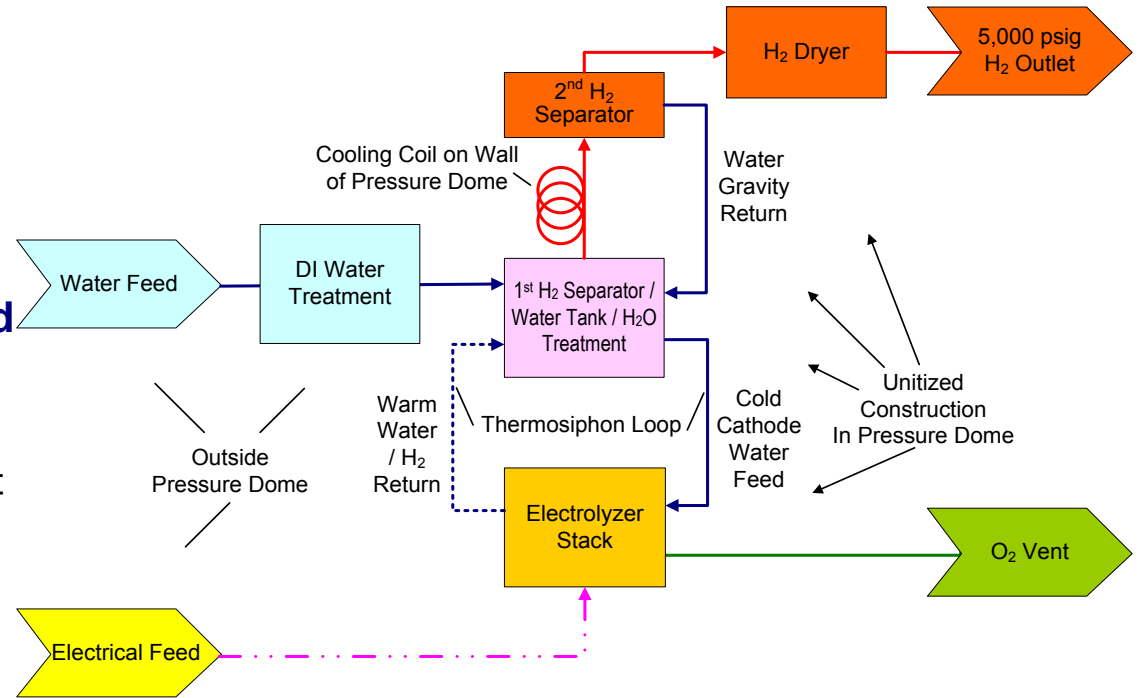 H₂ Dryer
5,000 psig
H₂ Outlet
2nd H₂
Separator
Cooling Coil on Wall
of Pressure Dome
Water
Gravity
Return
Water Feed
DI Water
Treatment
1st H₂ Separator /
Water Tank / H₂O
Treatment
d
Warm
Water
/ H₂
Return
Thermosiphon Loop
Cold
Cathode
Water
Feed
Unitized
Construction
In Pressure Dome
Outside
Pressure Dome
t
Electrolyzer
Stack
O₂ Vent
Electrical Feed